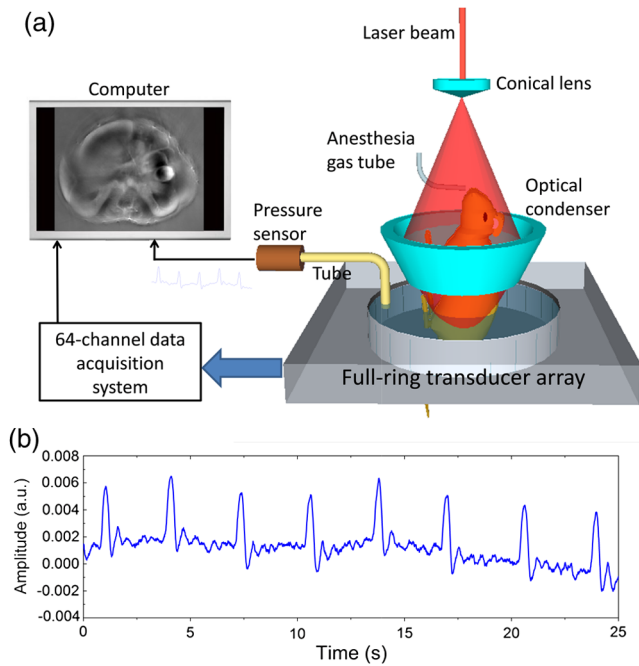 (a)
Laser beam
Computer
Conical lens
Anesthesia
gas tube
Optical
condenser
Pressure
sensor
Tube
64-channel data
acquisition
system
Full-ring transducer array
(b)
0.008
0.006
0.004
0.002
0.000
-0.002
-0.004
Amplitude (a.u.)
0
5
10
15
20
25
Time (s)